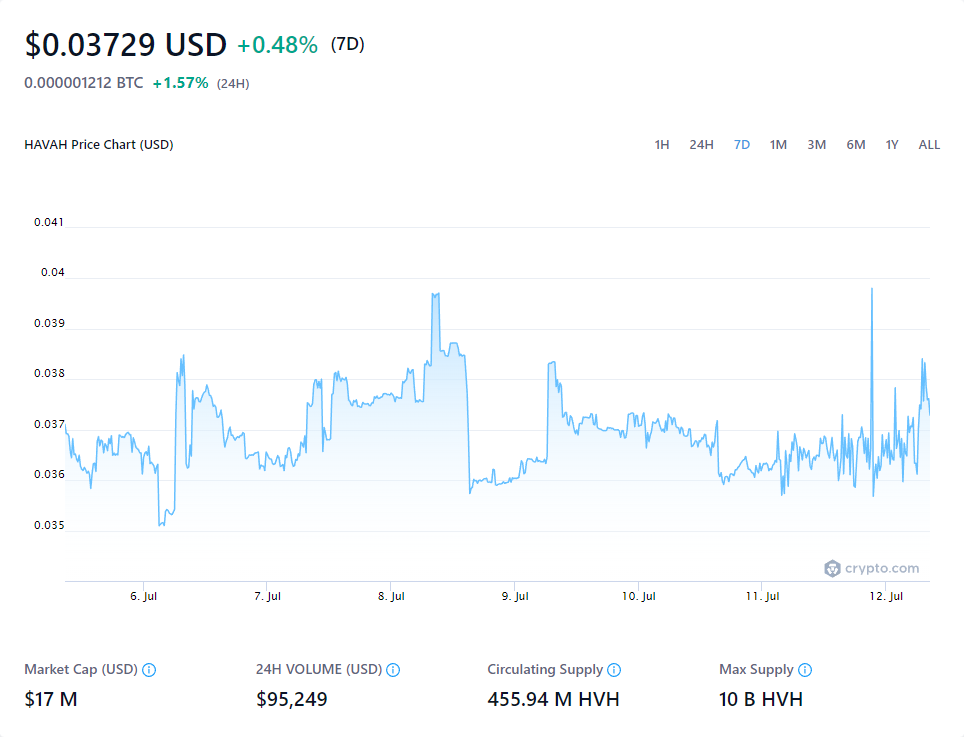 $0.03729 USD +0.48% (7D)
0.000001212 BTC +1.57% (24H)
HAVAH Price Chart (USD) 1H 24H 7D 1M 3M 6M 1Y ALL
0.041
0.04
0.039
0.038
0.037
0.036
0.035
crypto.com
6. Jul 7. Jul 8. Jul 9. Jul 10. Jul 11. Jul 12. Jul
Market Cap (USD) 24H VOLUME (USD) Circulating Supply Max Supply
$17 M $95,249 455.94 M HVH 10 B HVH